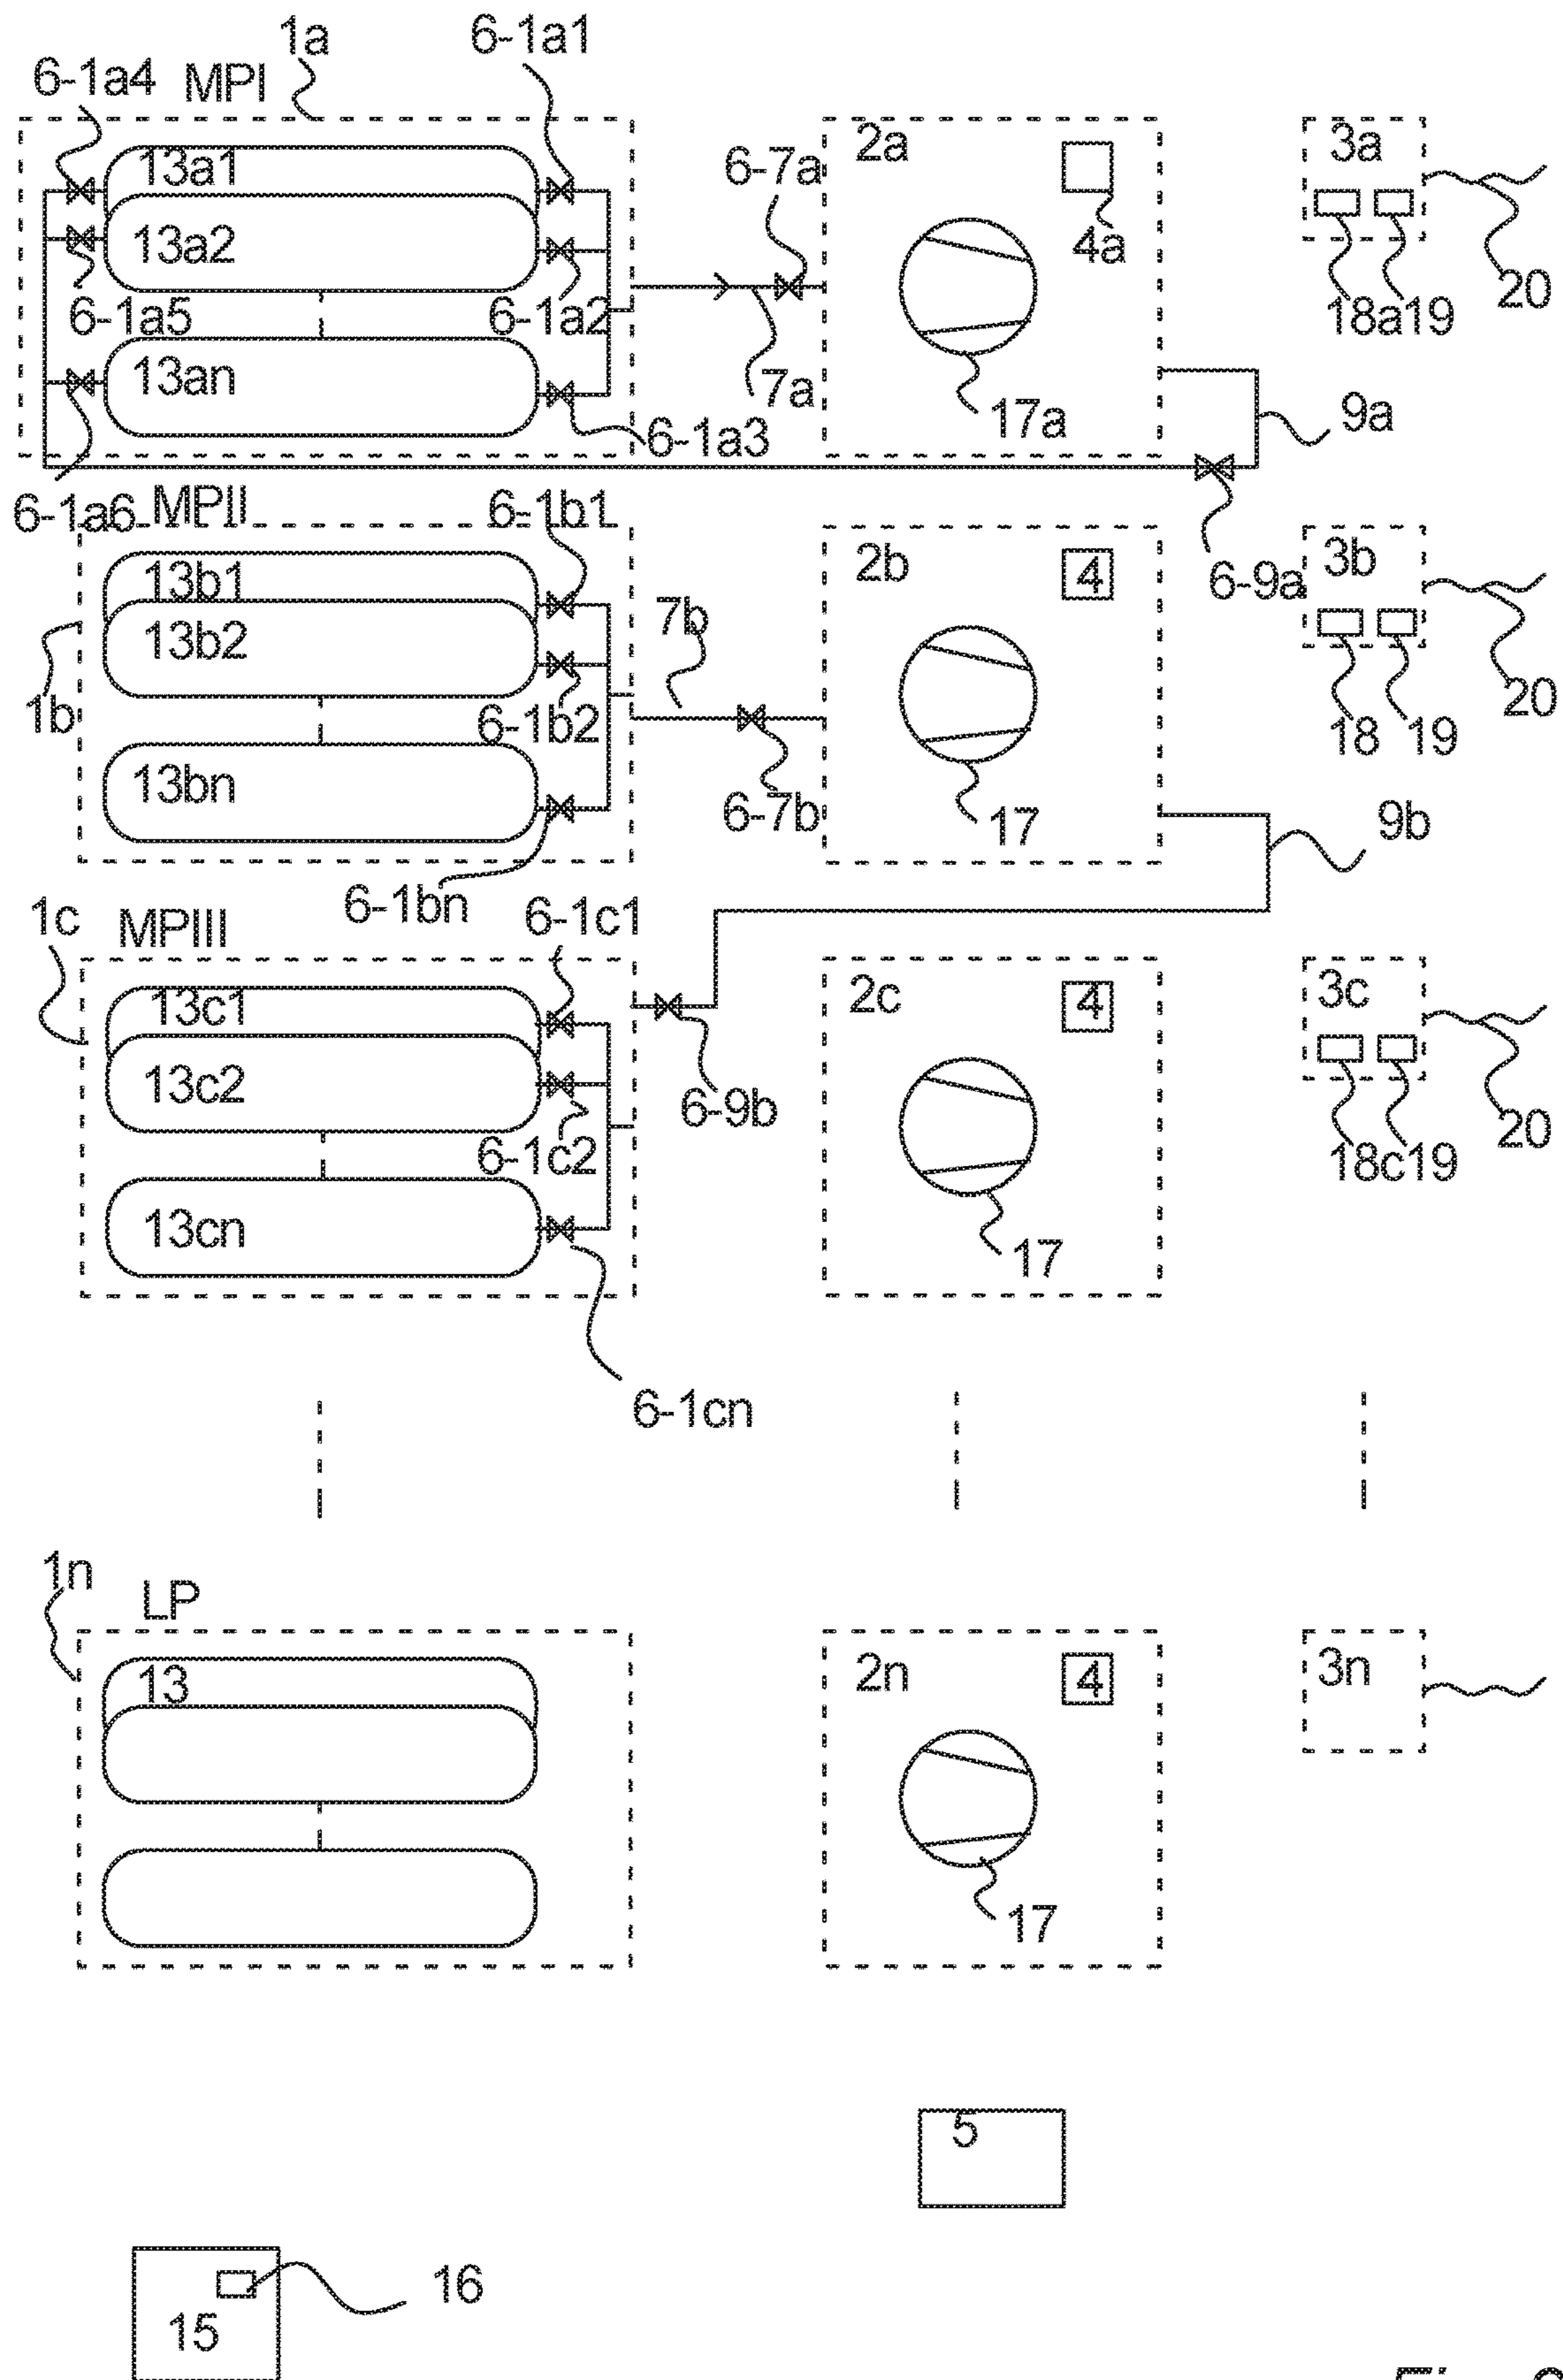 1a
6-1a1
6-1a4
MPI
13a1
6-7a
2a
3a
13a2
4a
6-1a5
6-1a2
18a
19
20
13an
7a
17a
9a
6-1a3
6-1a6
MPII
6-1b1
13b1
2b
4
6-9a
3b
13b2
7b
1b
6-1b2
18
19
20
13bn
6-7b
17
9b
6-1bn
1c
MPIII
6-1c1
13c1
2c
4
3c
13c2
6-9b
6-1c2
18c
19
20
13cn
17
6-1cn
1n
LP
13
2n
4
3n
17
5
16
15